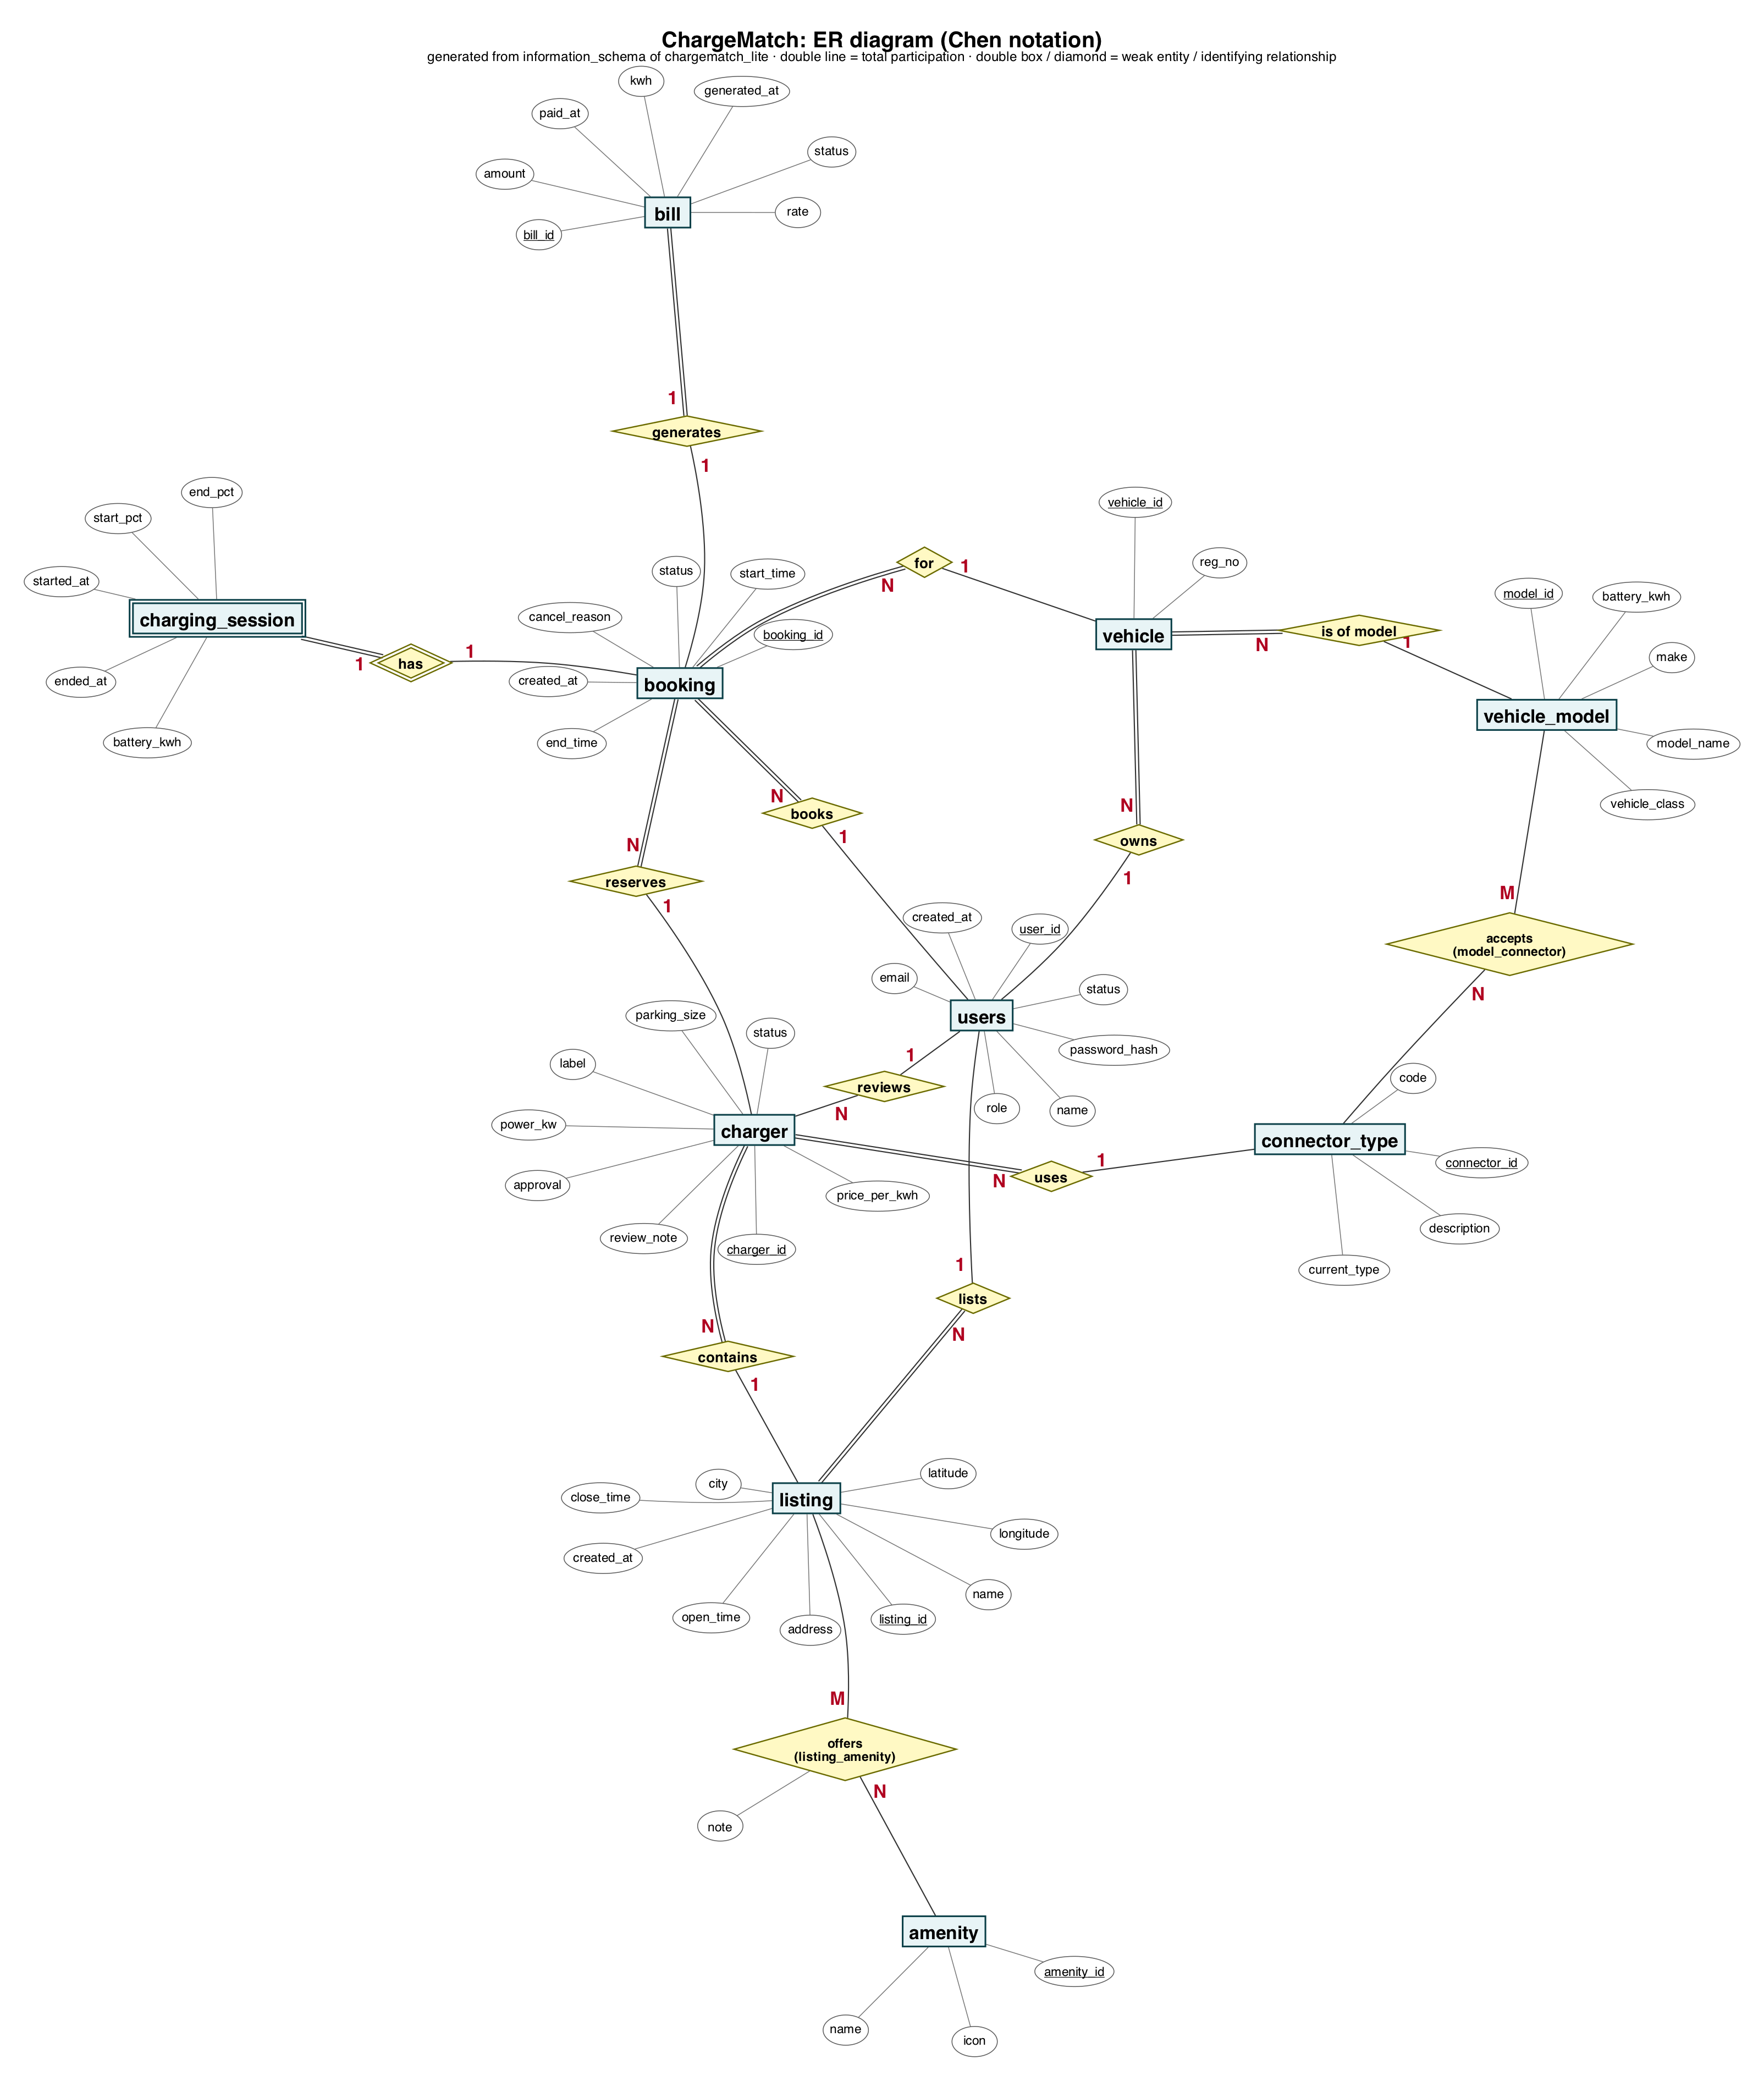 ChargeMatch: ER diagram (Chen notation)
generated from information_schema of chargematch_lite · double line = total participation · double box / diamond = weak entity / identifying relationship
kwh
generated_at
paid_at
status
amount
rate
bill
bill_id
1
generates
1
end_pct
start_pct
started_at
charging_session
ended_at
battery_kwh
1
has
1
status
start_time
cancel_reason
booking_id
created_at
booking
end_time
for
N
1
vehicle_id
reg_no
vehicle
N
is of model
1
model_id
battery_kwh
make
vehicle_model
model_name
vehicle_class
N
books
1
N
owns
1
N
reserves
1
M
accepts
(model_connector)
N
created_at
user_id
email
status
users
password_hash
role
name
1
reviews
N
parking_size
status
label
power_kw
charger
approval
price_per_kwh
review_note
charger_id
N
uses
1
code
connector_type
connector_id
description
current_type
1
lists
N
N
contains
1
latitude
city
close_time
listing
longitude
created_at
name
open_time
address
listing_id
M
offers
(listing_amenity)
N
note
amenity
amenity_id
name
icon